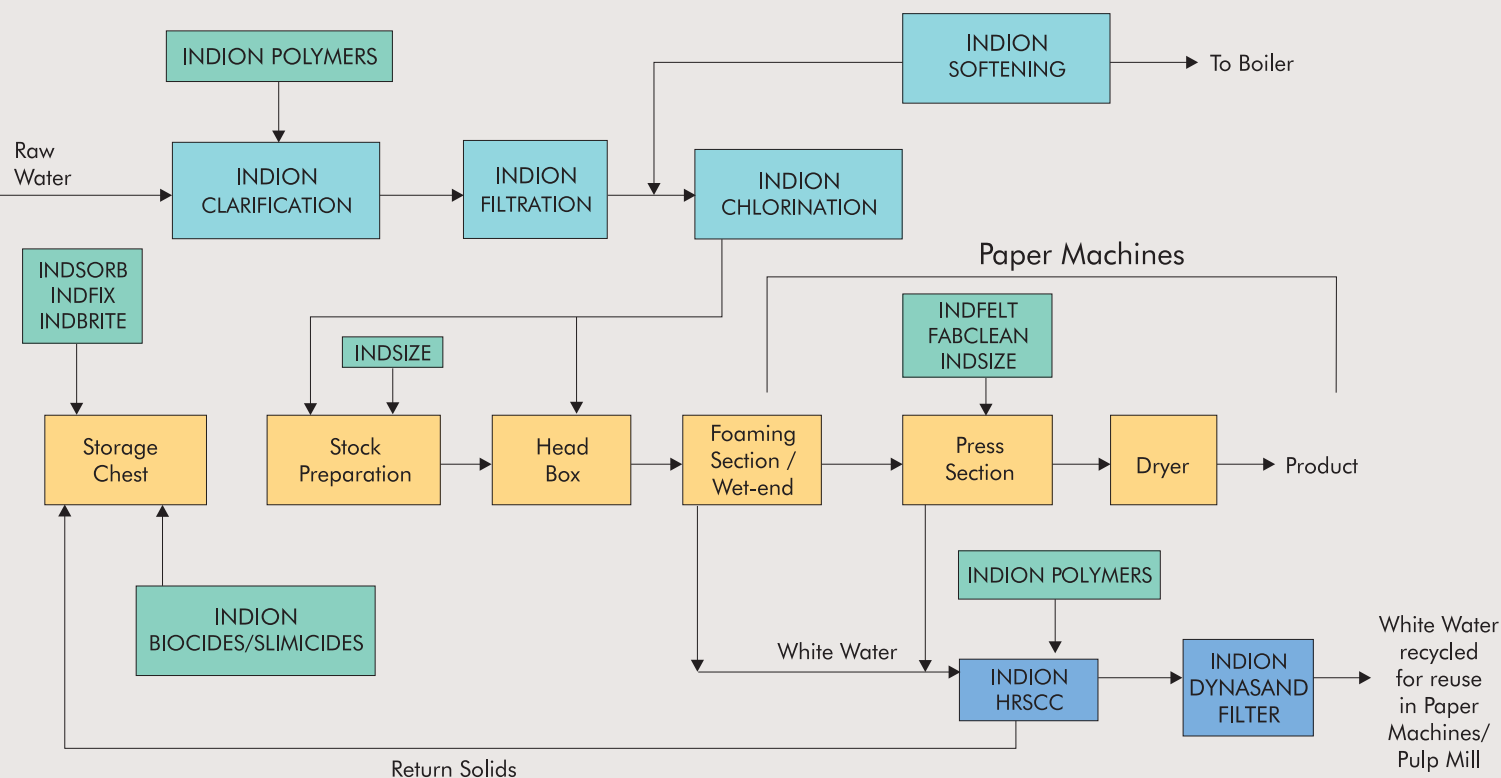 INDION POLYMERS
INDION
SOFTENING
To Boiler
Raw
Water
INDION
CLARIFICATION
INDION
FILTRATION
INDION
CHLORINATION
Paper Machines
INDSORB
INDFIX
INDBRITE
INDSIZE
INDFELT
FABCLEAN
INDSIZE
Storage
Chest
Stock
Preparation
Head
Box
Foaming
Section /
Wet-end
Press
Section
Dryer
Product
INDION
BIOCIDES/SLIMICIDES
INDION POLYMERS
White Water
INDION
HRSCC
INDION
DYNASAND
FILTER
White Water
recycled
for reuse
in Paper
Machines/
Pulp Mill
Return Solids